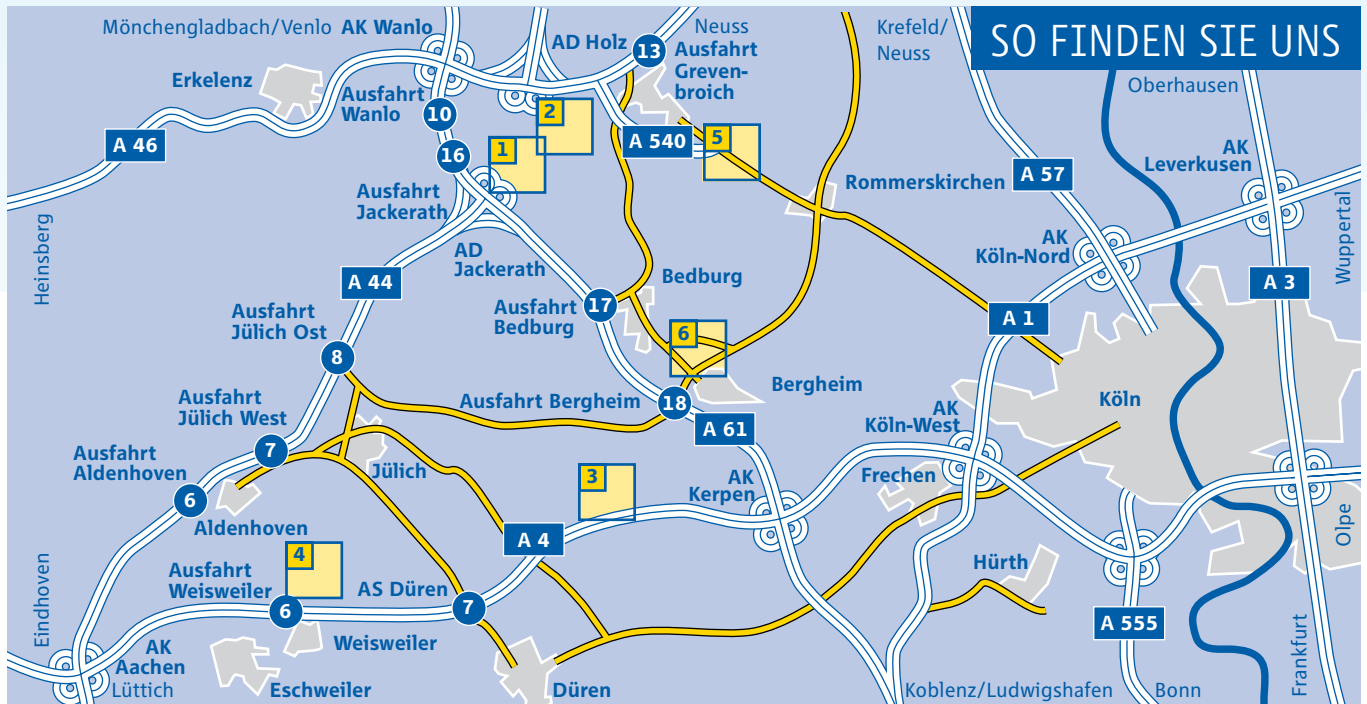 SO FINDEN SIE UNS
Mönchengladbach/Venlo
AK Wanlo
AD Holz
13
Neuss
Ausfahrt
Greven-
broich
Krefeld/
Neuss
Oberhausen
Erkelenz
Ausfahrt
Wanlo
10
2
A 46
16
1
A 540
5
AK
Leverkusen
Ausfahrt
Jackerath
Rommerskirchen
A 57
Heinsberg
AD
Jackerath
AK
Köln-Nord
Wuppertal
A 44
Bedburg
A 3
Ausfahrt
Jülich Ost
Ausfahrt
Bedburg
17
A 1
8
6
Bergheim
Ausfahrt
Jülich West
Ausfahrt Bergheim
18
A 61
AK
Köln-West
Köln
Ausfahrt
Aldenhoven
7
Jülich
3
AK
Kerpen
Frechen
6
Aldenhoven
A 4
Olpe
4
Ausfahrt
Weisweiler
6
AS Düren
7
Hürth
Eindhoven
Weisweiler
A 555
AK
Aachen
Lüttich
Eschweiler
Düren
Koblenz/Ludwigshafen
Bonn
Frankfurt